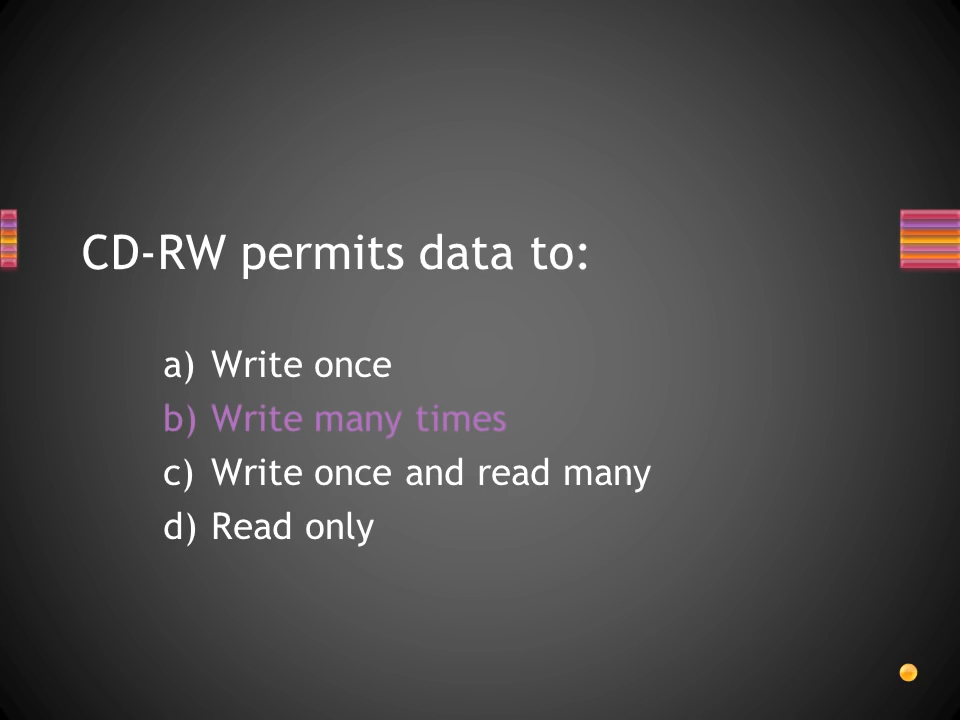 CD-RW permits data to:
a) Write once
b) Write many times
c) Write once and read many
d) Read only